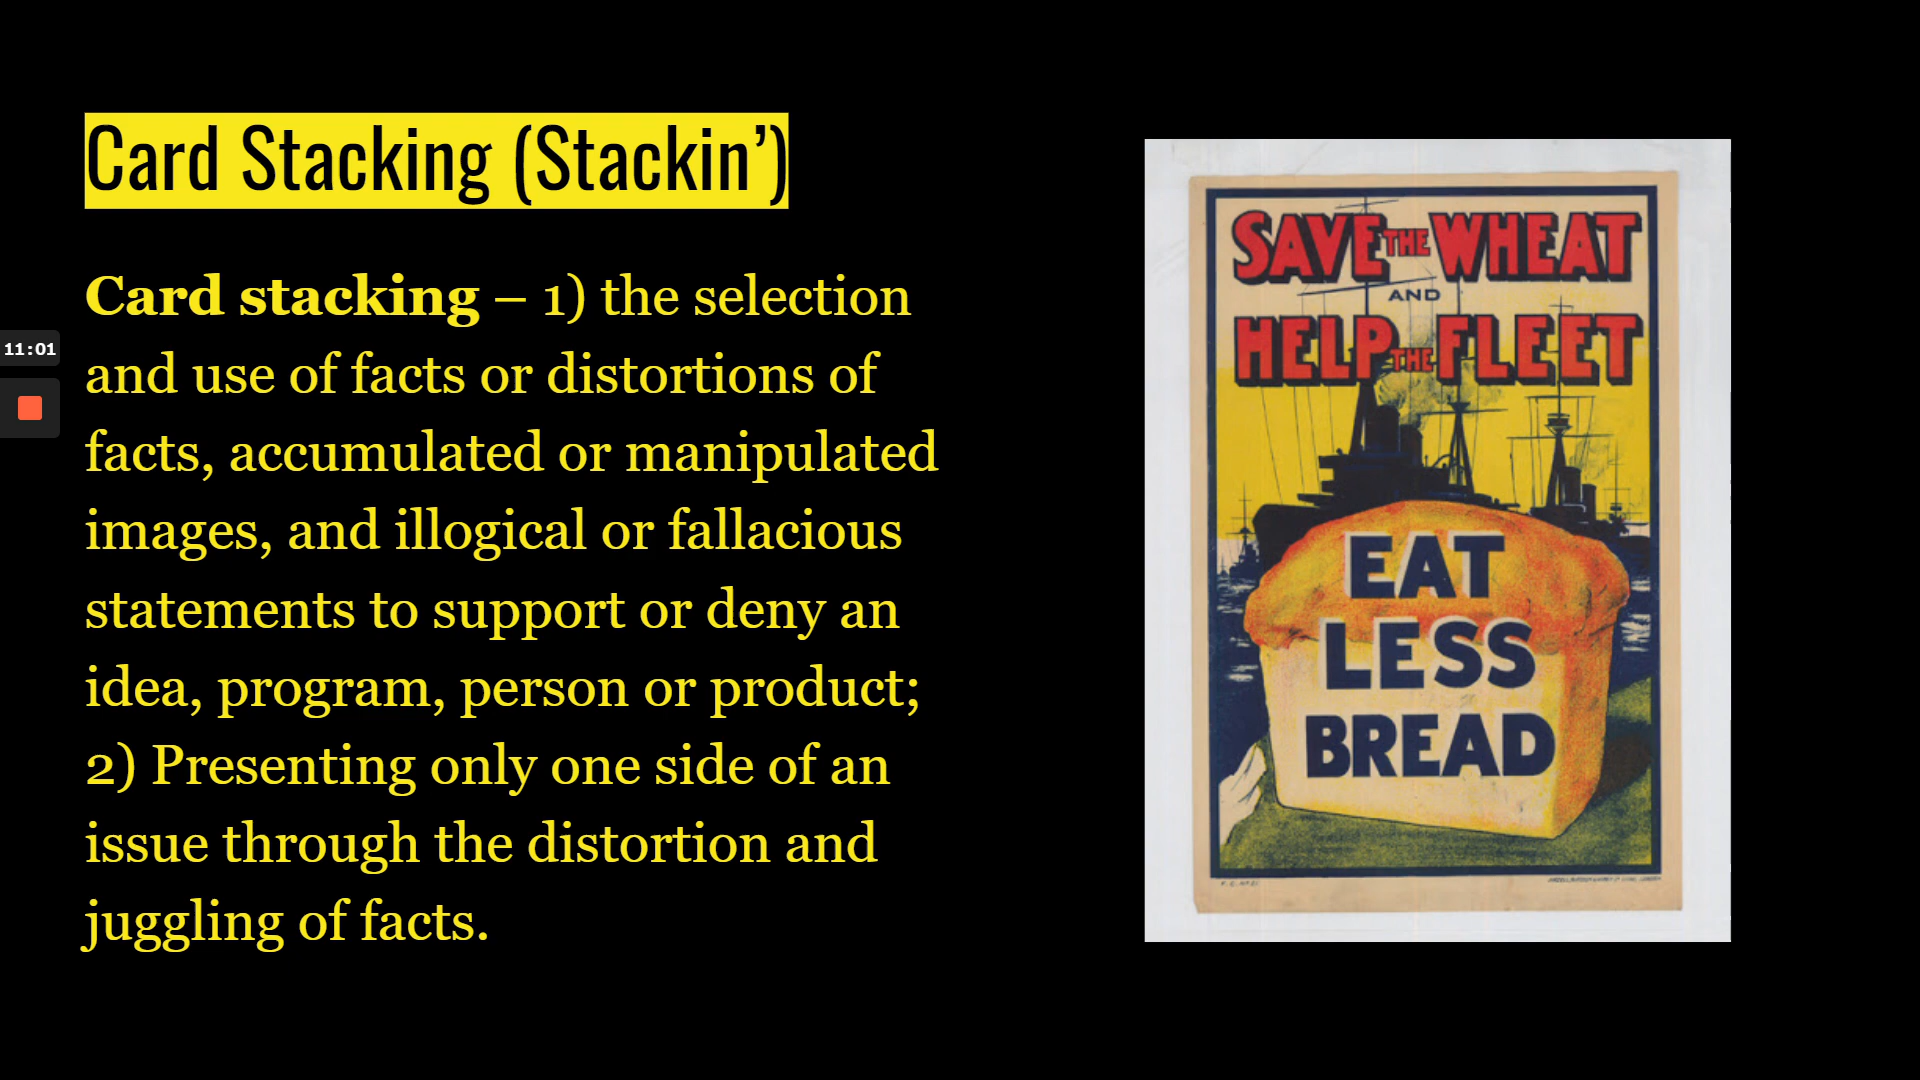 Card Stacking (Stackin’)
Card stacking – 1) the selection
and use of facts or distortions of
facts, accumulated or manipulated
images, and illogical or fallacious
statements to support or deny an
idea, program, person or product;
2) Presenting only one side of an
issue through the distortion and
juggling of facts.
11:01
SAVE THE WHEAT
AND
HELP THE FLEET
EAT
LESS
BREAD